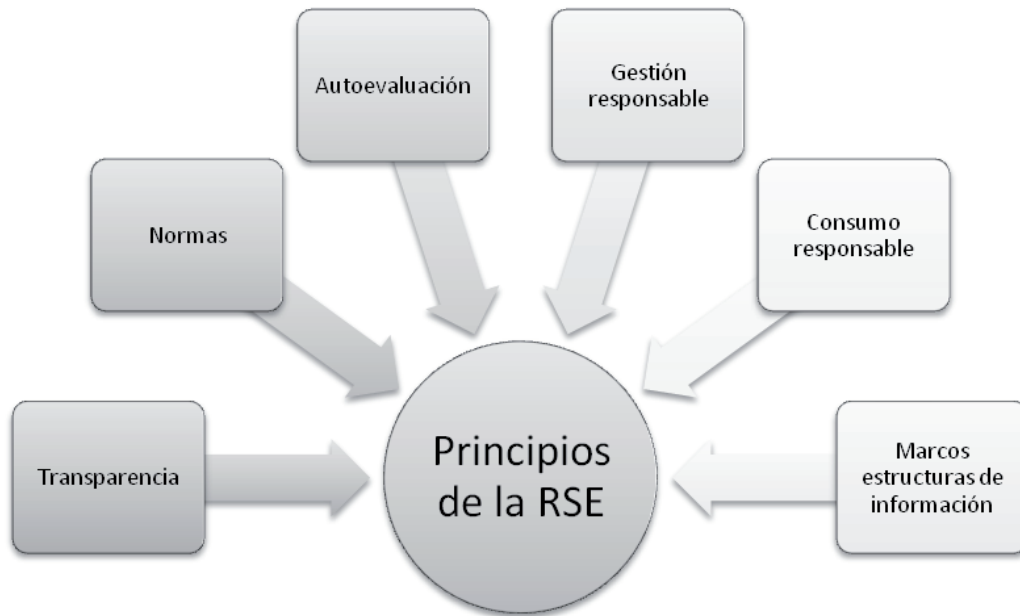 Autoevaluación
Gestión
responsable
Normas
Consumo
responsable
Transparencia
Principios
de la RSE
Marcos
estructuras de
información